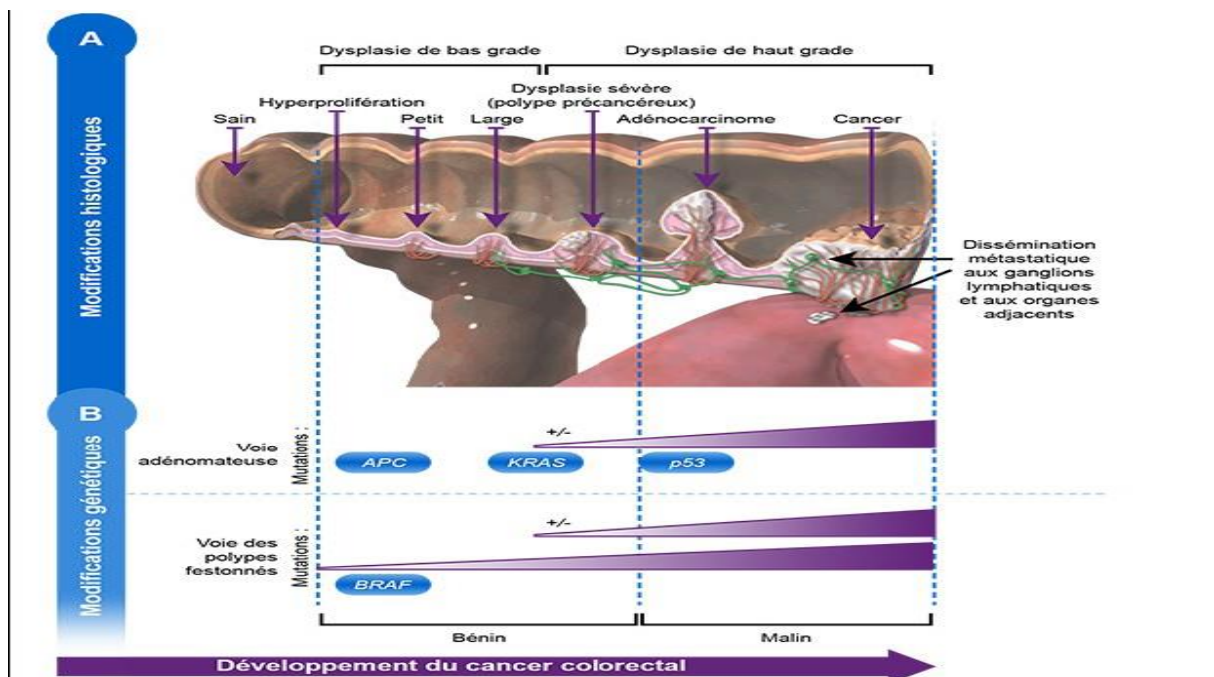 A
Modifications histologiques
Dysplasie de bas grade
Dysplasie de haut grade
Dysplasie sévère
(polype précancéreux)
Hyperprolifération
Sain
Petit
Large
Adénocarcinome
Cancer
Dissémination
métastatique
aux ganglions
lymphatiques
et aux organes
adjacents
B
Modifications génétiques
Voie
adénomateuse
Mutations :
+/-
APC
KRAS
p53
Voie des
polypes
festonnés
Mutations :
+/-
BRAF
Bénin
Malin
Développement du cancer colorectal